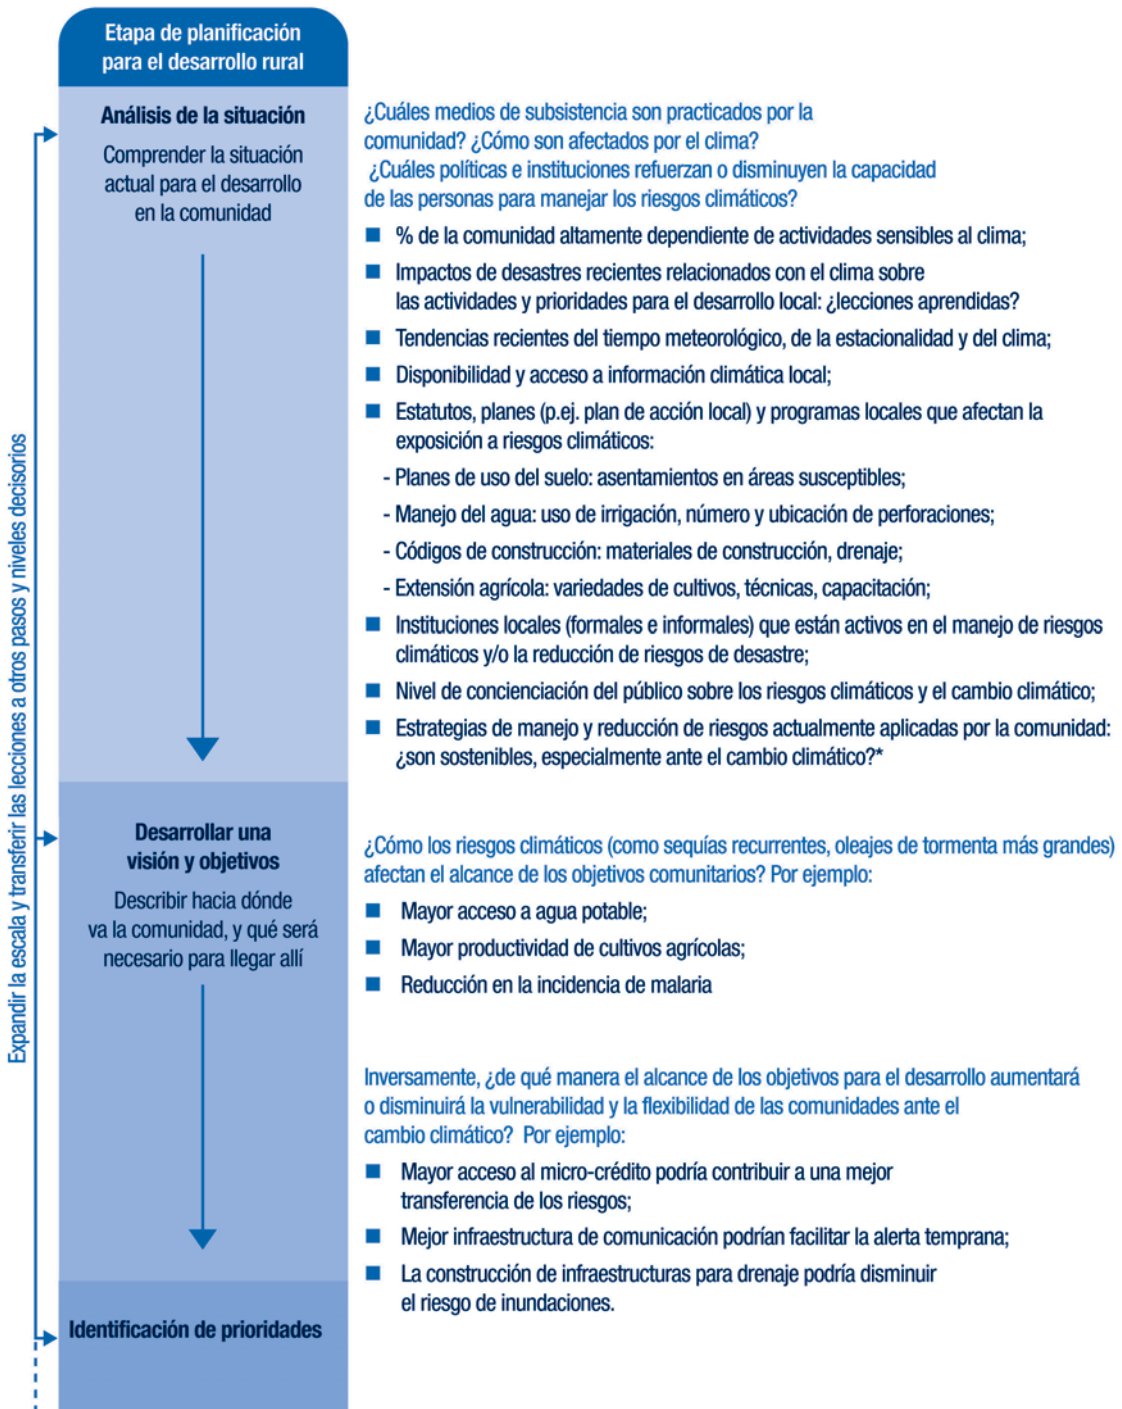 Etapa de planificación
para el desarrollo rural
Análisis de la situación
Comprender la situación
actual para el desarrollo
en la comunidad
¿Cuáles medios de subsistencia son practicados por la
comunidad? ¿Cómo son afectados por el clima?
¿Cuáles políticas e instituciones refuerzan o disminuyen la capacidad
de las personas para manejar los riesgos climáticos?
■ % de la comunidad altamente dependiente de actividades sensibles al clima;
■ Impactos de desastres recientes relacionados con el clima sobre
las actividades y prioridades para el desarrollo local: ¿lecciones aprendidas?
■ Tendencias recientes del tiempo meteorológico, de la estacionalidad y del clima;
■ Disponibilidad y acceso a información climática local;
■ Estatutos, planes (p.ej. plan de acción local) y programas locales que afectan la
exposición a riesgos climáticos:
- Planes de uso del suelo: asentamientos en áreas susceptibles;
- Manejo del agua: uso de irrigación, número y ubicación de perforaciones;
- Códigos de construcción: materiales de construcción, drenaje;
- Extensión agrícola: variedades de cultivos, técnicas, capacitación;
■ Instituciones locales (formales e informales) que están activos en el manejo de riesgos
climáticos y/o la reducción de riesgos de desastre;
■ Nivel de concienciación del público sobre los riesgos climáticos y el cambio climático;
■ Estrategias de manejo y reducción de riesgos actualmente aplicadas por la comunidad:
¿son sostenibles, especialmente ante el cambio climático?*
Expandir la escala y transferir las lecciones a otros pasos y niveles decisorios
Desarrollar una
visión y objetivos
Describir hacia dónde
va la comunidad, y qué será
necesario para llegar allí
¿Cómo los riesgos climáticos (como sequías recurrentes, oleajes de tormenta más grandes)
afectan el alcance de los objetivos comunitarios? Por ejemplo:
■ Mayor acceso a agua potable;
■ Mayor productividad de cultivos agrícolas;
■ Reducción en la incidencia de malaria
Inversamente, ¿de qué manera el alcance de los objetivos para el desarrollo aumentará
o disminuirá la vulnerabilidad y la flexibilidad de las comunidades ante el
cambio climático? Por ejemplo:
■ Mayor acceso al micro-crédito podría contribuir a una mejor
transferencia de los riesgos;
■ Mejor infraestructura de comunicación podrían facilitar la alerta temprana;
■ La construcción de infraestructuras para drenaje podría disminuir
el riesgo de inundaciones.
Identificación de prioridades